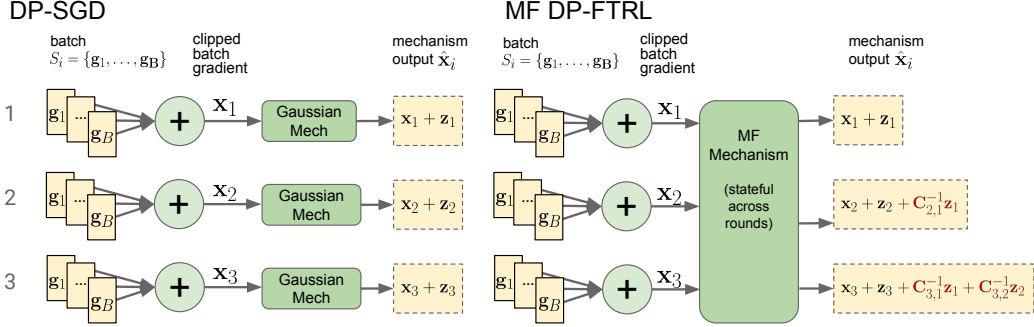 DP-SGD
batch
S_i = {g_1, . . . , g_B}
clipped
batch
gradient
mechanism
output x̂_i
1
g_1
...
g_B
+
x_1
Gaussian
Mech
x_1 + z_1
2
g_1
...
g_B
+
x_2
Gaussian
Mech
x_2 + z_2
3
g_1
...
g_B
+
x_3
Gaussian
Mech
x_3 + z_3
MF DP-FTRL
batch
S_i = {g_1, . . . , g_B}
clipped
batch
gradient
mechanism
output x̂_i
g_1
...
g_B
+
x_1
g_1
...
g_B
+
x_2
g_1
...
g_B
+
x_3
MF
Mechanism
(stateful
across
rounds)
x_1 + z_1
x_2 + z_2 + C^{-1}_{2,1}z_1
x_3 + z_3 + C^{-1}_{3,1}z_1 + C^{-1}_{3,2}z_2